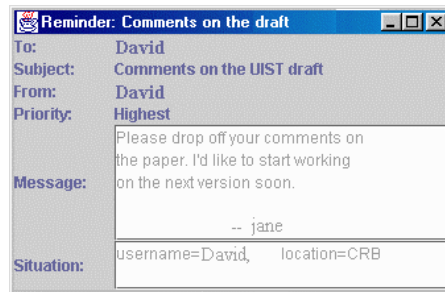 Reminder: Comments on the draft
To: David
Subject: Comments on the UIST draft
From: David
Priority: Highest
Message: Please drop off your comments on
the paper. I'd like to start working
on the next version soon.
-- jane
Situation: username=David, location=CRB